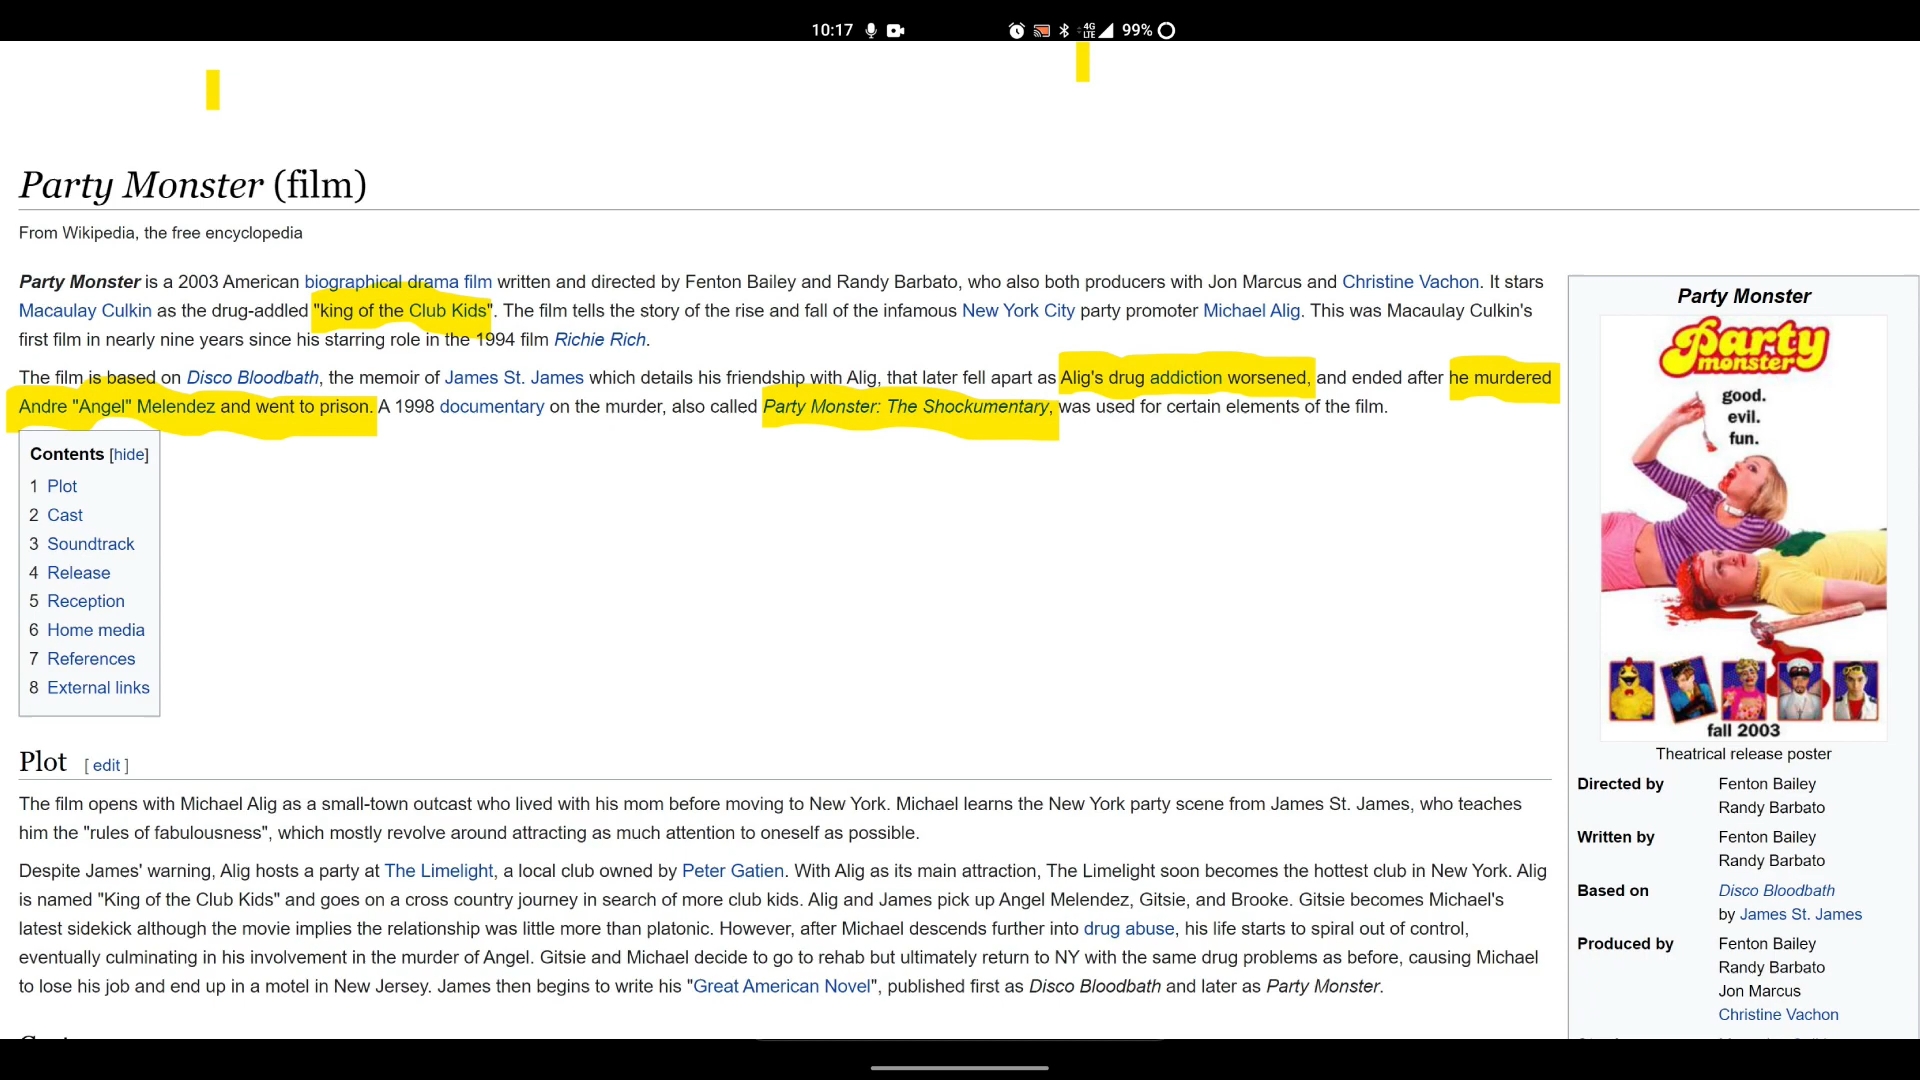 10:17
4G
LTE
99%
Party Monster (film)
From Wikipedia, the free encyclopedia
Party Monster is a 2003 American biographical drama film written and directed by Fenton Bailey and Randy Barbato, who also both producers with Jon Marcus and Christine Vachon. It stars
Macaulay Culkin as the drug-addled "king of the Club Kids". The film tells the story of the rise and fall of the infamous New York City party promoter Michael Alig. This was Macaulay Culkin's
first film in nearly nine years since his starring role in the 1994 film Richie Rich.
The film is based on Disco Bloodbath, the memoir of James St. James which details his friendship with Alig, that later fell apart as Alig's drug addiction worsened, and ended after he murdered
Andre "Angel" Melendez and went to prison. A 1998 documentary on the murder, also called Party Monster: The Shockumentary, was used for certain elements of the film.
Contents [hide]
1 Plot
2 Cast
3 Soundtrack
4 Release
5 Reception
6 Home media
7 References
8 External links
Plot [ edit ]
The film opens with Michael Alig as a small-town outcast who lived with his mom before moving to New York. Michael learns the New York party scene from James St. James, who teaches
him the "rules of fabulousness", which mostly revolve around attracting as much attention to oneself as possible.
Despite James' warning, Alig hosts a party at The Limelight, a local club owned by Peter Gatien. With Alig as its main attraction, The Limelight soon becomes the hottest club in New York. Alig
is named "King of the Club Kids" and goes on a cross country journey in search of more club kids. Alig and James pick up Angel Melendez, Gitsie, and Brooke. Gitsie becomes Michael's
latest sidekick although the movie implies the relationship was little more than platonic. However, after Michael descends further into drug abuse, his life starts to spiral out of control,
eventually culminating in his involvement in the murder of Angel. Gitsie and Michael decide to go to rehab but ultimately return to NY with the same drug problems as before, causing Michael
to lose his job and end up in a motel in New Jersey. James then begins to write his "Great American Novel", published first as Disco Bloodbath and later as Party Monster.
Party Monster
Party
monster
good.
evil.
fun.
fall 2003
Theatrical release poster
Directed by Fenton Bailey
Randy Barbato
Written by Fenton Bailey
Randy Barbato
Based on Disco Bloodbath
by James St. James
Produced by Fenton Bailey
Randy Barbato
Jon Marcus
Christine Vachon